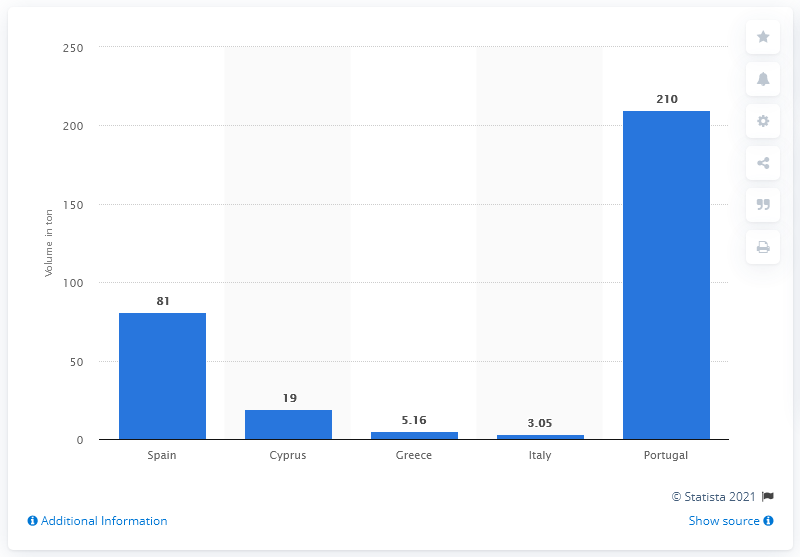 250
200
150
100
50
0
Volume in ton
81
19
5.16
3.05
210
Spain
Cyprus
Greece
Italy
Portugal
© Statista 2021
Additional Information
Show source